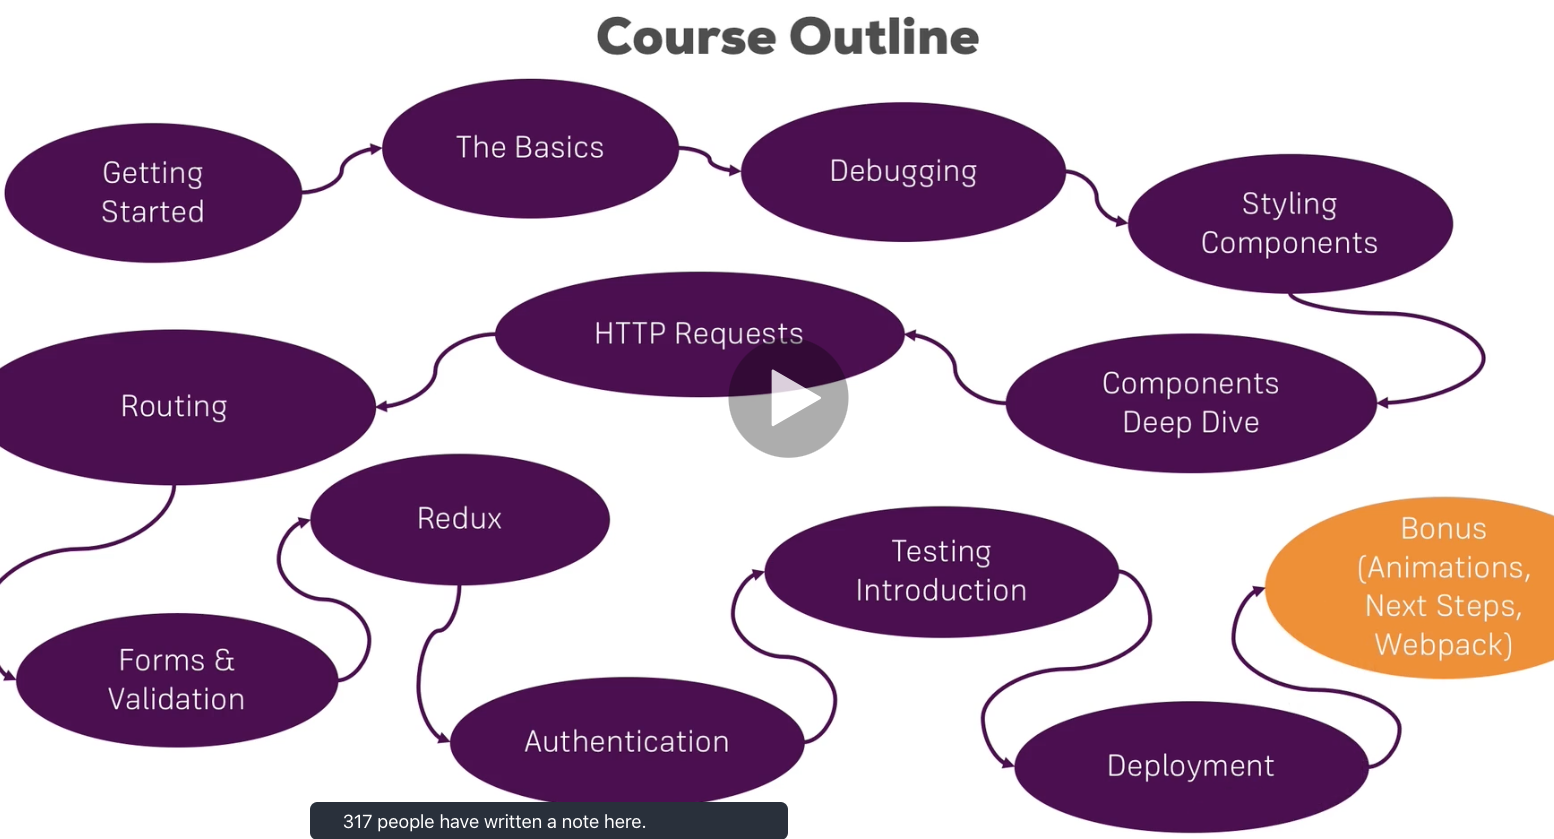 Course Outline
Getting
Started
The Basics
Debugging
Styling
Components
Components
Deep Dive
HTTP Requests
Routing
Forms &
Validation
Redux
Authentication
Testing
Introduction
Deployment
Bonus
(Animations,
Next Steps,
Webpack)
317 people have written a note here.